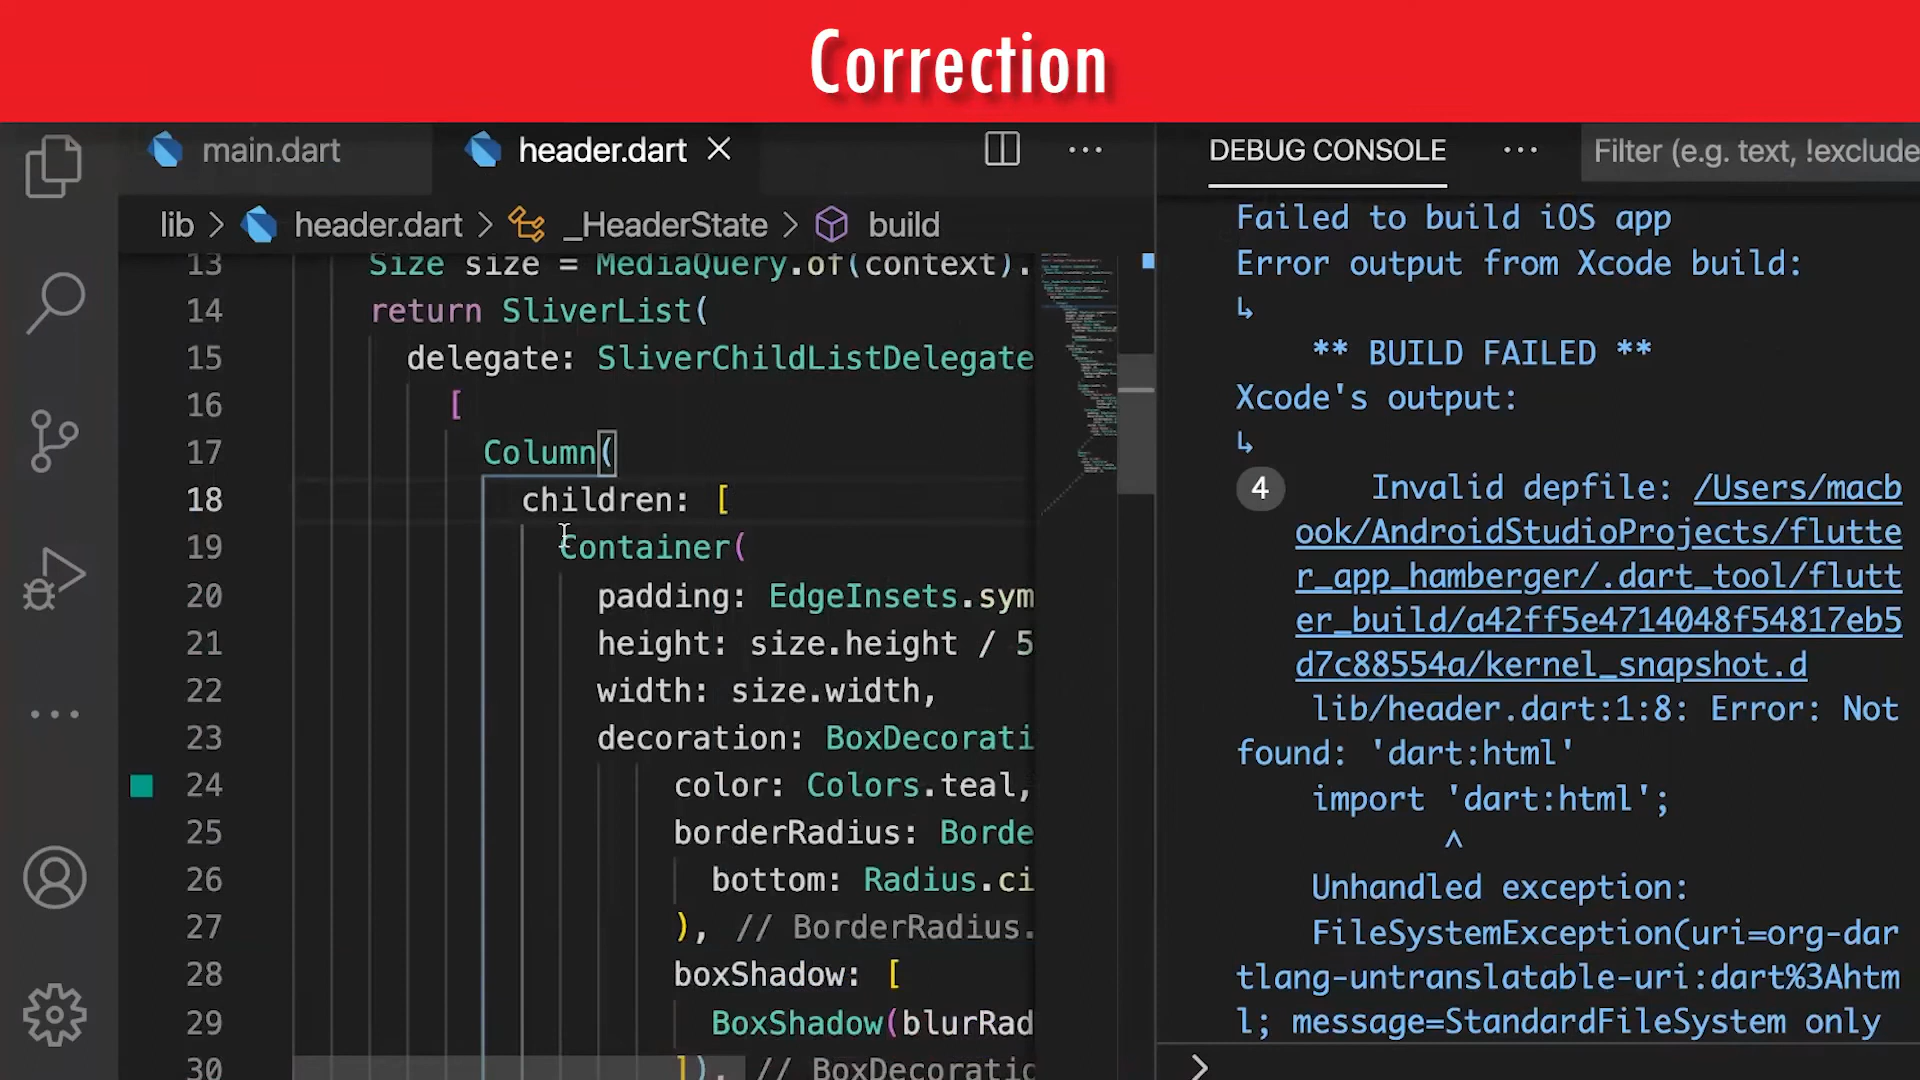 Correction
main.dart
header.dart
DEBUG CONSOLE
Filter (e.g. text, !exclude
lib > header.dart > _HeaderState > build
13 Size size = MediaQuery.of(context).
14 return SliverList(
15 delegate: SliverChildListDelegate
16 [
17 Column(
18 children: [
19 Container(
20 padding: EdgeInsets.sym
21 height: size.height / 5
22 width: size.width,
23 decoration: BoxDecorati
24 color: Colors.teal,
25 borderRadius: Borde
26 bottom: Radius.ci
27 ), // BorderRadius.
28 boxShadow: [
29 BoxShadow(blurRad
30 ]), // BoxDecoratio
Failed to build iOS app
Error output from Xcode build:
↳
** BUILD FAILED **
Xcode's output:
↳
4 Invalid depfile: /Users/macb
ook/AndroidStudioProjects/flutte
r_app_hamberger/.dart_tool/flutt
er_build/a42ff5e4714048f54817eb5
d7c88554a/kernel_snapshot.d
lib/header.dart:1:8: Error: Not
found: 'dart:html'
import 'dart:html';
^
Unhandled exception:
FileSystemException(uri=org-dar
tlang-untranslatable-uri:dart%3Ahtm
l; message=StandardFileSystem only
>